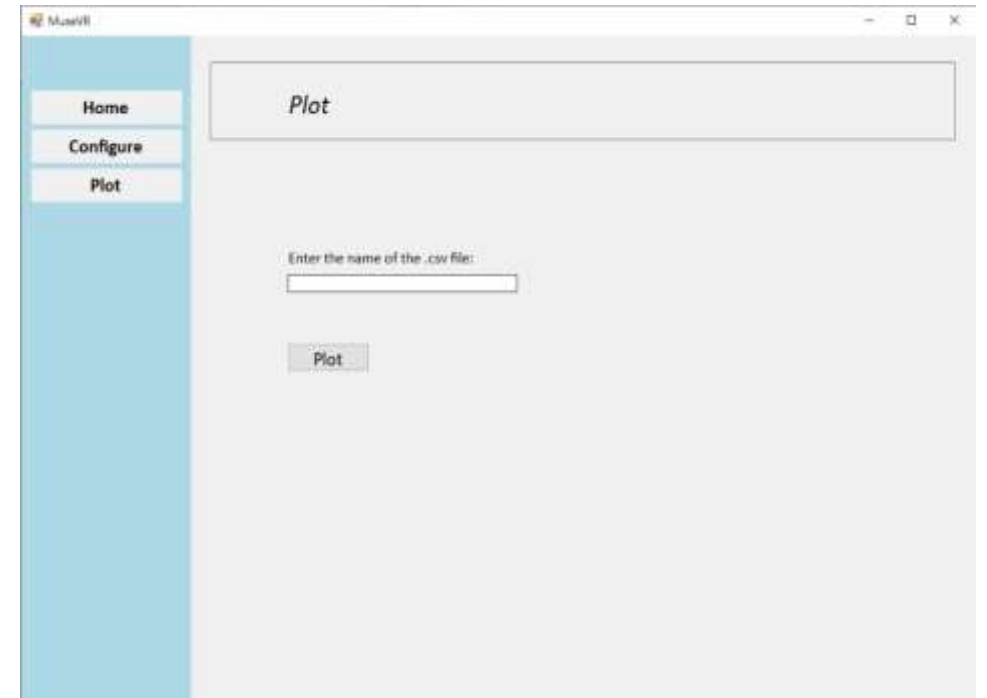 MuseVR
Home
Configure
Plot
Plot
Enter the name of the .csv file:
Plot